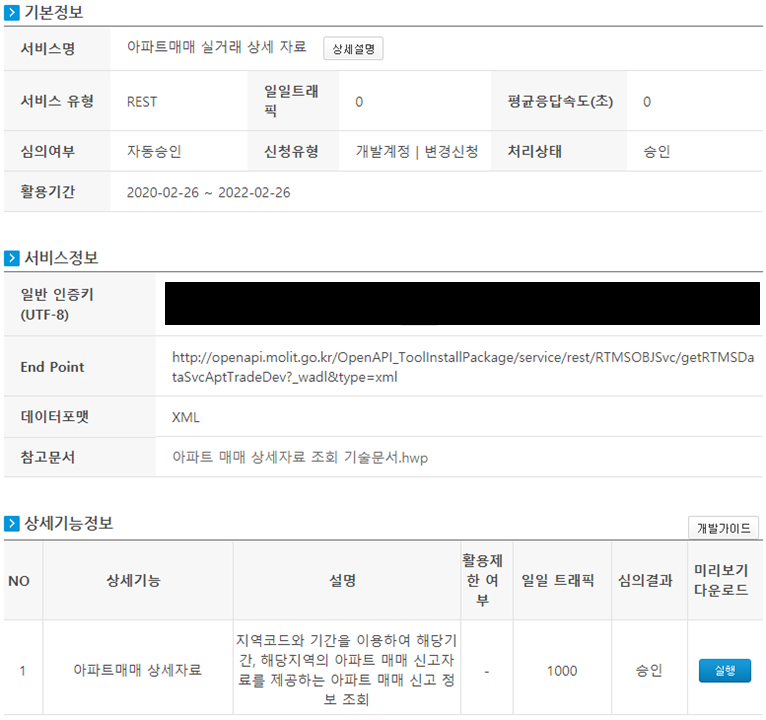 기본정보
서비스명 아파트매매 실거래 상세 자료 상세설명
서비스 유형 REST 일일트래
픽 0 평균응답속도(초) 0
심의여부 자동승인 신청유형 개발계정 | 변경신청 처리상태 승인
활용기간 2020-02-26 ~ 2022-02-26
서비스정보
일반 인증키
(UTF-8)
End Point http://openapi.molit.go.kr/OpenAPI_ToolInstallPackage/service/rest/RTMSOBJSvc/getRTMSDa
taSvcAptTradeDev?_wadl&type=xml
데이터포맷 XML
참고문서 아파트 매매 상세자료 조회 기술문서.hwp
상세기능정보
개발가이드
NO 상세기능 설명 활용제
한 여
부 일일 트래픽 심의결과 미리보기
다운로드
1 아파트매매 상세자료 지역코드와 기간을 이용하여 해당기
간, 해당지역의 아파트 매매 신고자
료를 제공하는 아파트 매매 신고 정
보 조회 - 1000 승인 실행